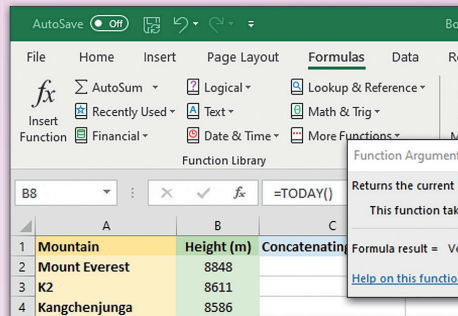 AutoSave Off
File Home Insert Page Layout Formulas Data
fx
Insert Function
AutoSum
Recently Used
Financial
Logical
Text
Date & Time
Lookup & Reference
Math & Trig
More Functions
Function Library
B8 fx =TODAY()
Function Argument
Returns the current
This function tak
Formula result = Vo
Help on this functio
A B C
1 Mountain Height (m) Concatenating
2 Mount Everest 8848
3 K2 8611
4 Kangchenjunga 8586